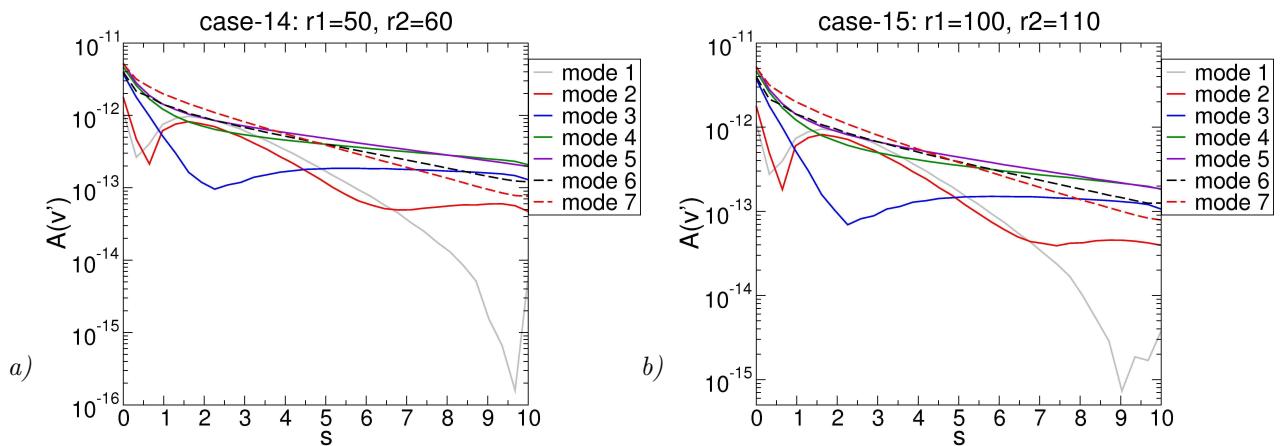 case-14: r1=50, r2=60
10^-11
10^-12
10^-13
10^-14
10^-15
10^-16
A(v')
0 1 2 3 4 5 6 7 8 9 10
s
mode 1
mode 2
mode 3
mode 4
mode 5
mode 6
mode 7
a)
case-15: r1=100, r2=110
10^-11
10^-12
10^-13
10^-14
10^-15
A(v')
0 1 2 3 4 5 6 7 8 9 10
s
mode 1
mode 2
mode 3
mode 4
mode 5
mode 6
mode 7
b)